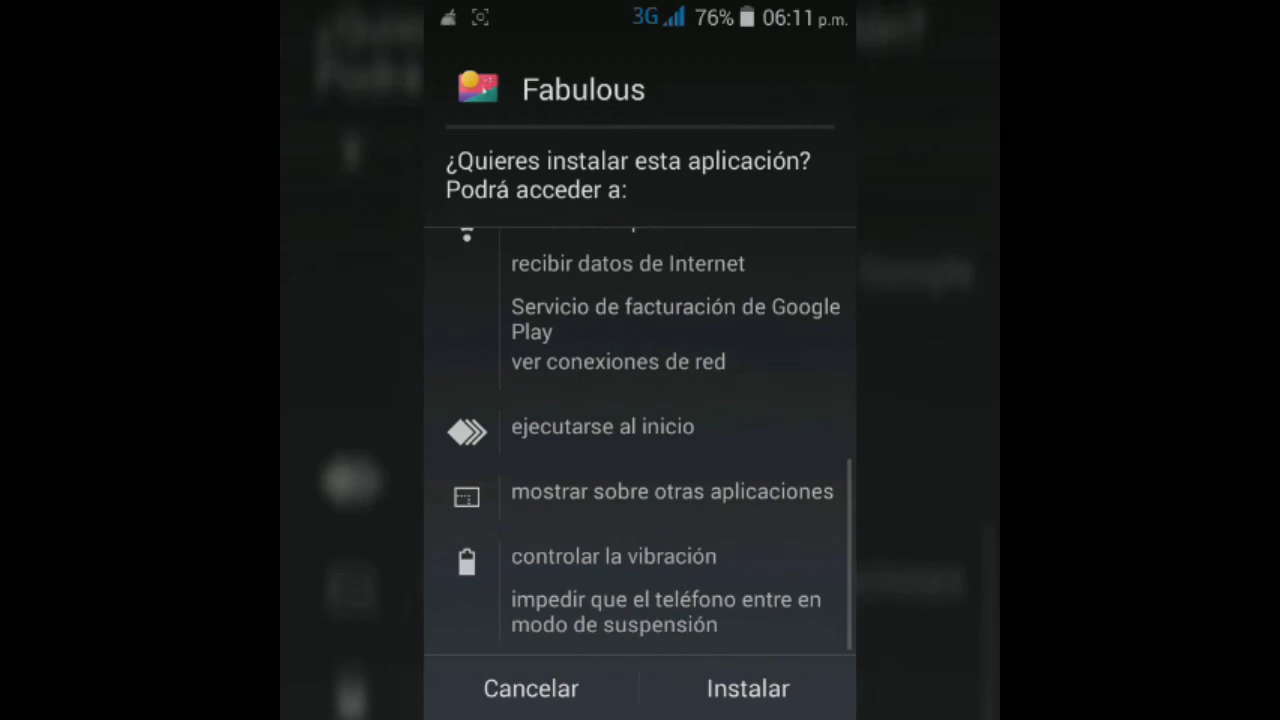 3G 76% 06:11 p.m.
Fabulous
¿Quieres instalar esta aplicación?
Podrá acceder a:
recibir datos de Internet
Servicio de facturación de Google
Play
ver conexiones de red
ejecutarse al inicio
mostrar sobre otras aplicaciones
controlar la vibración
impedir que el teléfono entre en
modo de suspensión
Cancelar Instalar